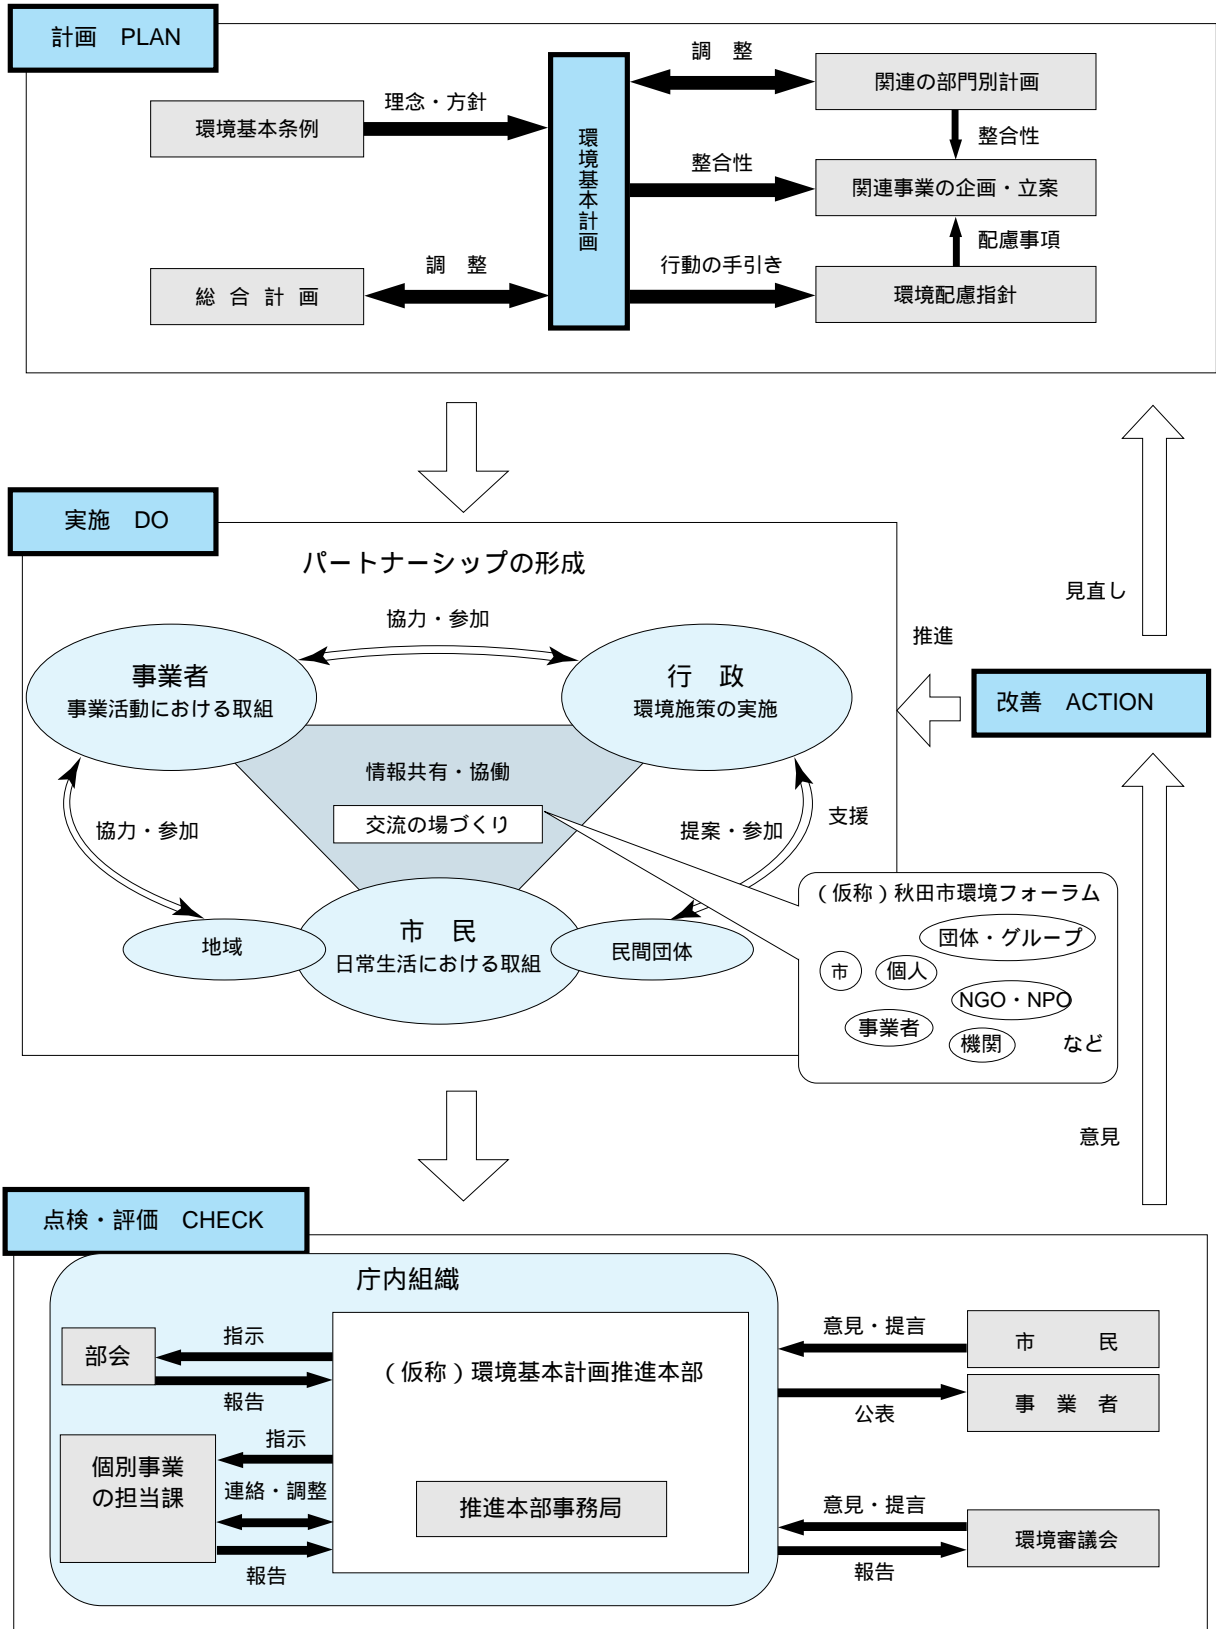 計画　PLAN
環境基本条例
理念・方針
総 合 計 画
調　整
環境基本計画
調　整
関連の部門別計画
整合性
整合性
関連事業の企画・立案
配慮事項
行動の手引き
環境配慮指針
実施　DO
パートナーシップの形成
協力・参加
事業者
事業活動における取組
行　政
環境施策の実施
情報共有・協働
交流の場づくり
協力・参加
提案・参加
支援
地域
市　民
日常生活における取組
民間団体
（仮称）秋田市環境フォーラム
団体・グループ
市
個人
NGO・NPO
事業者
機関
など
見直し
推進
改善　ACTION
意見
点検・評価　CHECK
庁内組織
部会
指示
報告
（仮称）環境基本計画推進本部
個別事業
の担当課
指示
連絡・調整
報告
推進本部事務局
意見・提言
市　　民
公表
事　業　者
意見・提言
環境審議会
報告